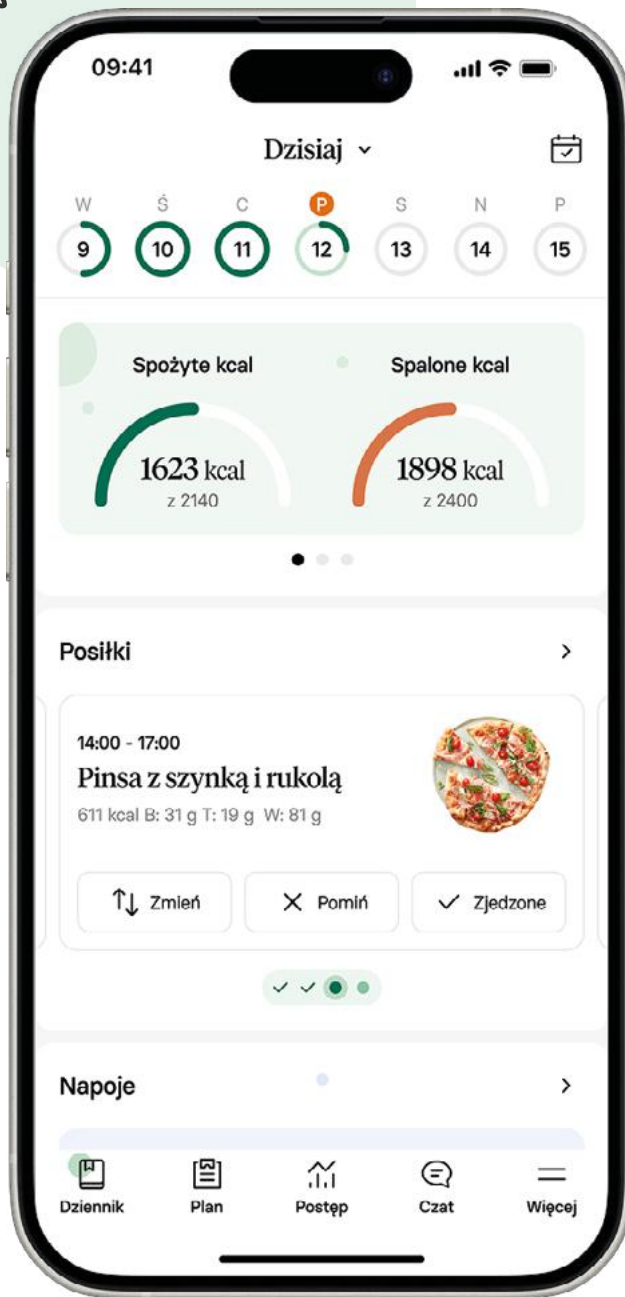 09:41
Dzisiaj
W Ś C P S N P
9 10 11 12 13 14 15
Spożyte kcal Spalone kcal
1623 kcal 1898 kcal
z 2140 z 2400
Posiłki
14:00 - 17:00
Pinsa z szynką i rukolą
611 kcal B: 31 g T: 19 g W: 81 g
Zmień Pomiń Zjedzone
Napoje
Dziennik Plan Postęp Czat Więcej